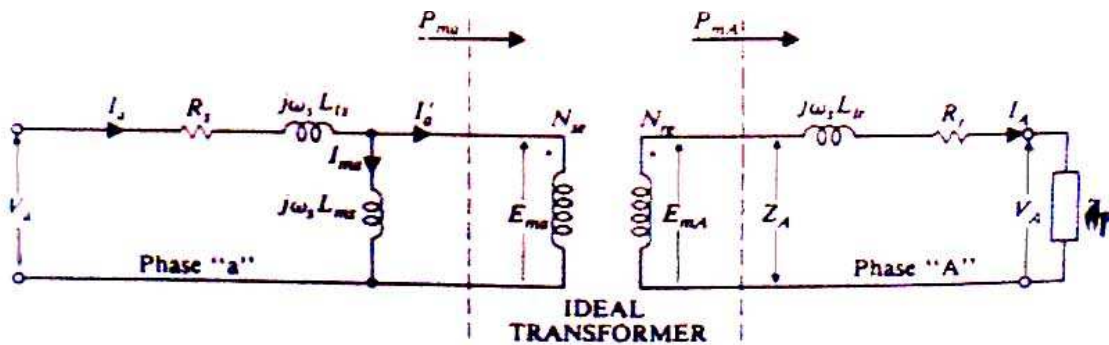 P_ma
P_mA
I_a
R_s
jω_s L_ls
I'_a
N_se
N_re
jω_s L_lr
R_r
I_A
I_ma
V_a
jω_s L_ms
E_ma
E_mA
Z_A
V_A
Phase "a"
Phase "A"
IDEAL
TRANSFORMER